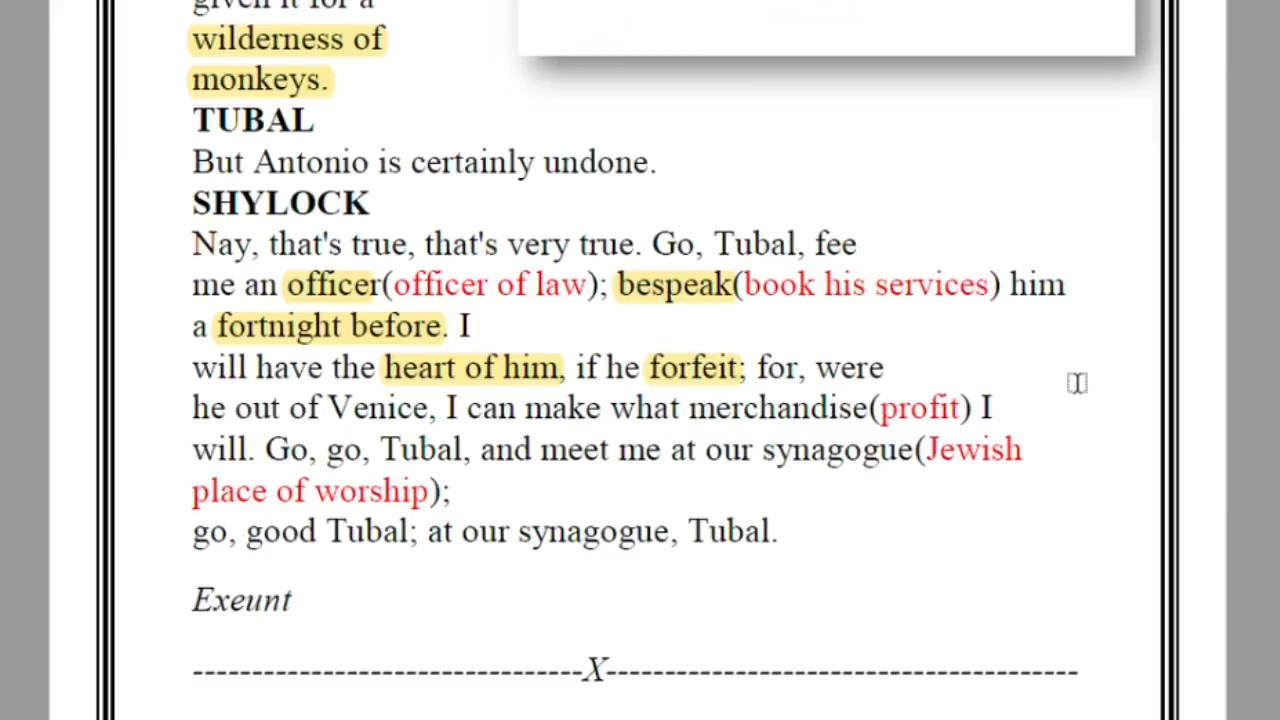 given it for a
wilderness of
monkeys.
TUBAL
But Antonio is certainly undone.
SHYLOCK
Nay, that's true, that's very true. Go, Tubal, fee
me an officer(officer of law); bespeak(book his services) him
a fortnight before. I
will have the heart of him, if he forfeit; for, were
he out of Venice, I can make what merchandise(profit) I
will. Go, go, Tubal, and meet me at our synagogue(Jewish
place of worship);
go, good Tubal; at our synagogue, Tubal.
Exeunt
---------------------------------X----------------------------------------